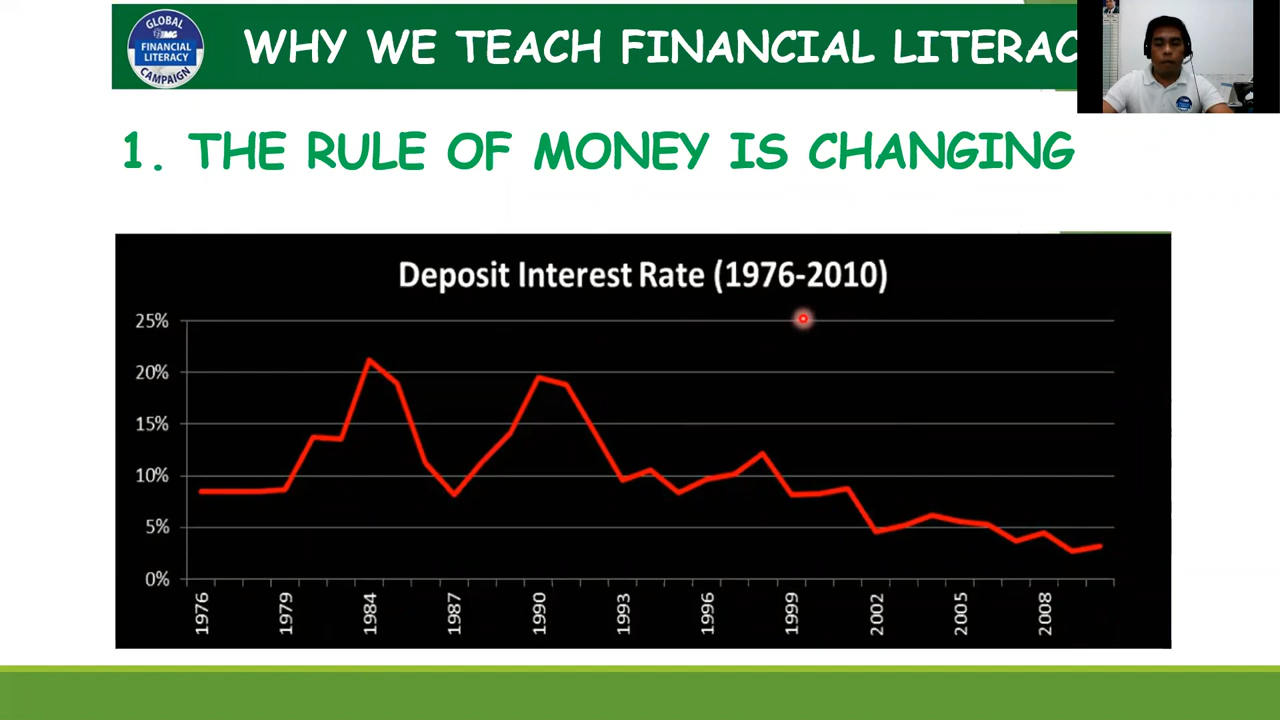 GLOBAL
IMG
FINANCIAL
LITERACY
CAMPAIGN
WHY WE TEACH FINANCIAL LITERAC
1. THE RULE OF MONEY IS CHANGING
Deposit Interest Rate (1976-2010)
25%
20%
15%
10%
5%
0%
1976
1979
1984
1987
1990
1993
1996
1999
2002
2005
2008